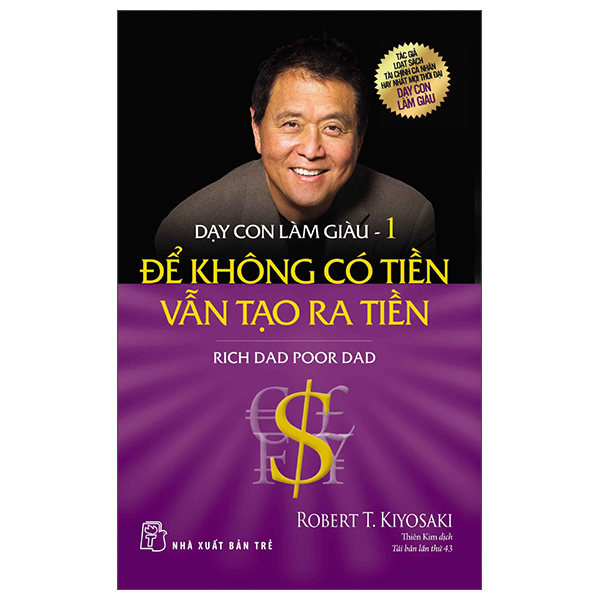 TÁC GIẢ
LOẠT SÁCH
TÀI CHÍNH CÁ NHÂN
HAY NHẤT MỌI THỜI ĐẠI
DẠY CON
LÀM GIÀU
DẠY CON LÀM GIÀU - 1
ĐỂ KHÔNG CÓ TIỀN
VẪN TẠO RA TIỀN
RICH DAD POOR DAD
$
ROBERT T. KIYOSAKI
Thiên Kim dịch
Tái bản lần thứ 43
NHÀ XUẤT BẢN TRẺ